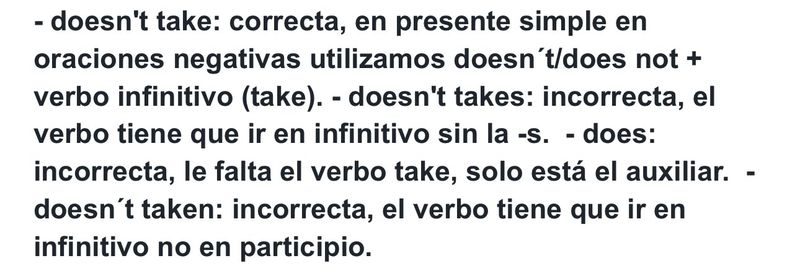 - doesn't take: correcta, en presente simple en
oraciones negativas utilizamos doesn´t/does not +
verbo infinitivo (take). - doesn't takes: incorrecta, el
verbo tiene que ir en infinitivo sin la -s.  - does:
incorrecta, le falta el verbo take, solo está el auxiliar.  -
doesn´t taken: incorrecta, el verbo tiene que ir en
infinitivo no en participio.